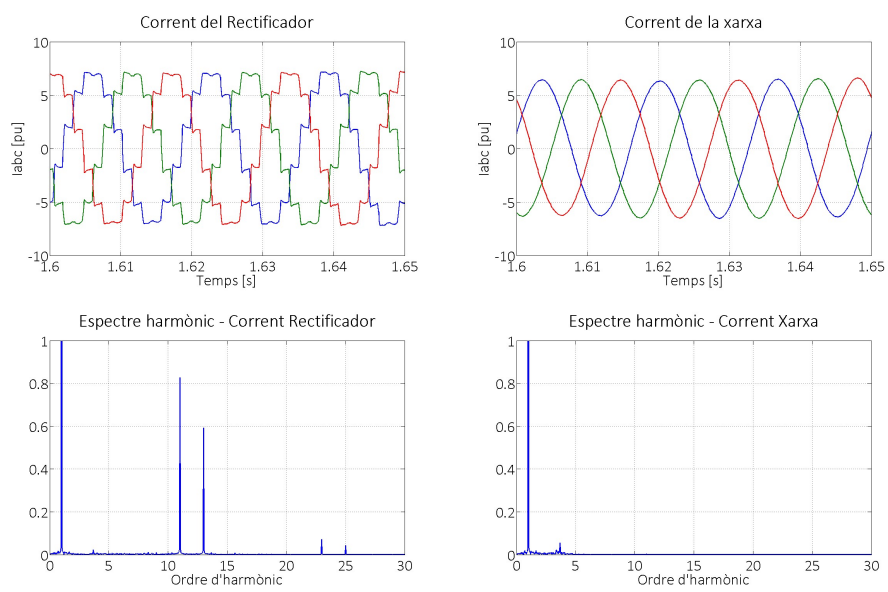 Corrent del Rectificador
10
5
0
-5
-10
Iabc [pu]
1.6 1.61 1.62 1.63 1.64 1.65
Temps [s]
Corrent de la xarxa
10
5
0
-5
-10
Iabc [pu]
1.6 1.61 1.62 1.63 1.64 1.65
Temps [s]
Espectre harmònic - Corrent Rectificador
1
0.8
0.6
0.4
0.2
0
0 5 10 15 20 25 30
Ordre d'harmònic
Espectre harmònic - Corrent Xarxa
1
0.8
0.6
0.4
0.2
0
0 5 10 15 20 25 30
Ordre d'harmònic